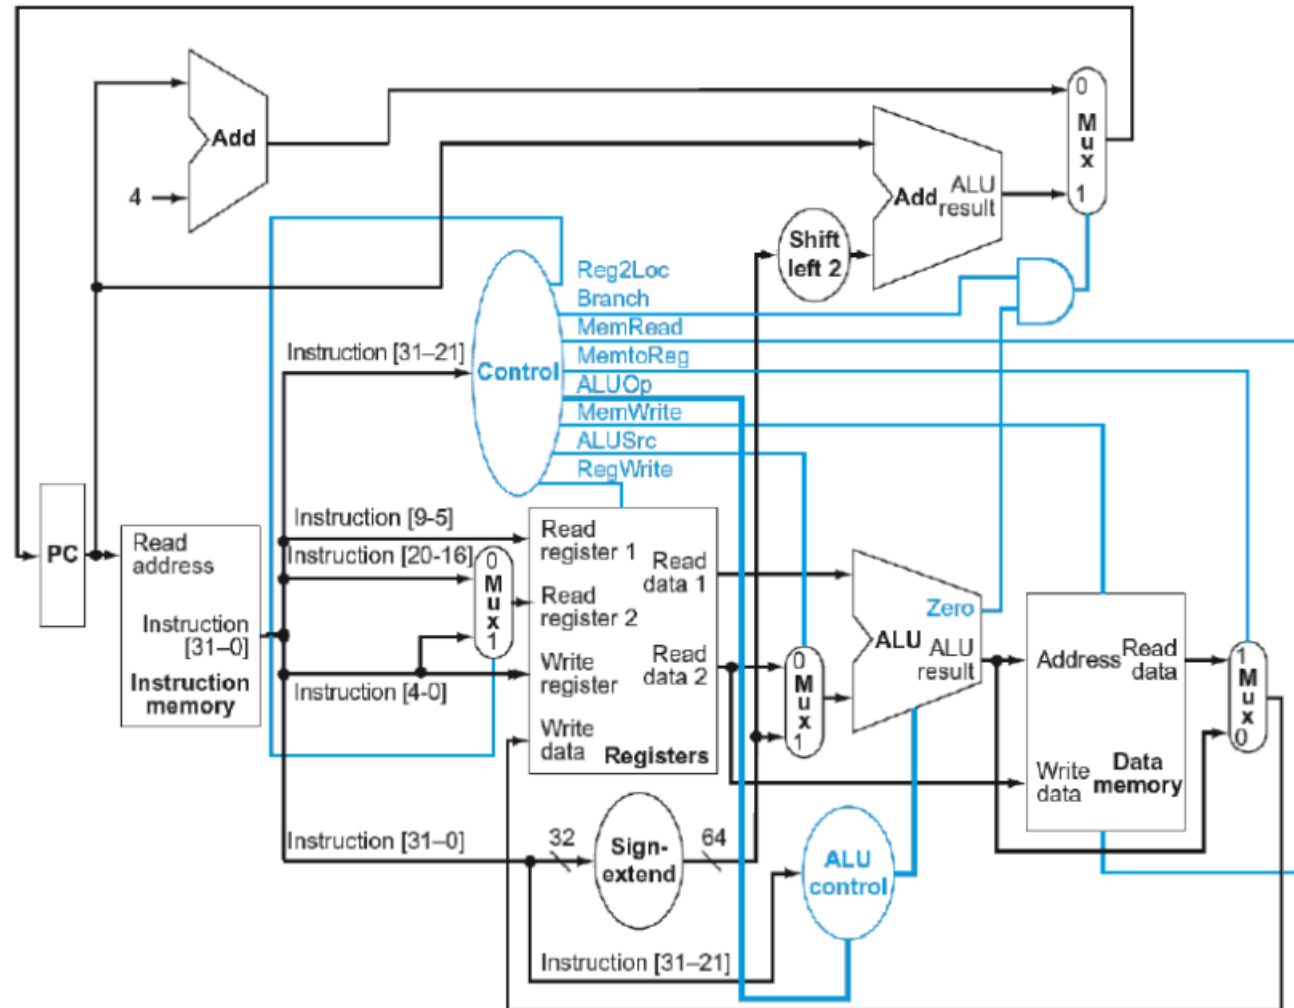 0
M
u
x
1
Add
4
Add
ALU
result
Shift
left 2
Reg2Loc
Branch
MemRead
MemtoReg
ALUOp
MemWrite
ALUSrc
RegWrite
Control
Instruction [31–21]
PC
Read
address
Instruction
[31–0]
Instruction
memory
Instruction [9-5]
Instruction [20-16]
Instruction [4-0]
0
M
u
x
1
Read
register 1
Read
register 2
Write
register
Write
data
Read
data 1
Read
data 2
Registers
0
M
u
x
1
Zero
ALU
ALU
result
Address
Read
data
Write
data
Data
memory
1
M
u
x
0
Instruction [31–0]
32
Sign-
extend
64
ALU
control
Instruction [31–21]